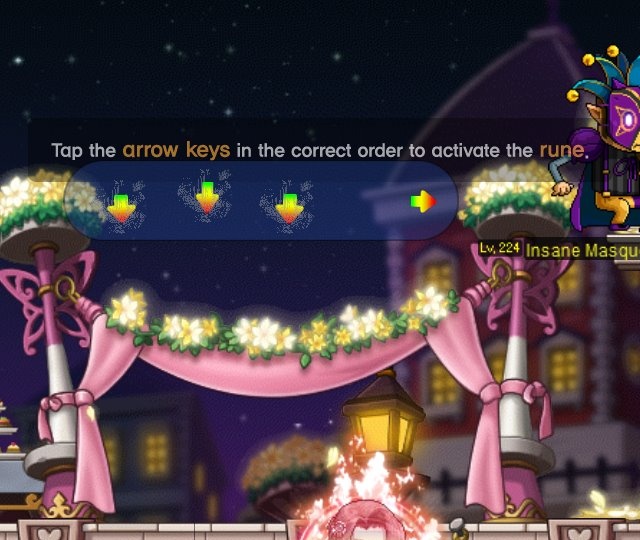 Tap the arrow keys in the correct order to activate the rune.
Lv. 224 Insane Masqu